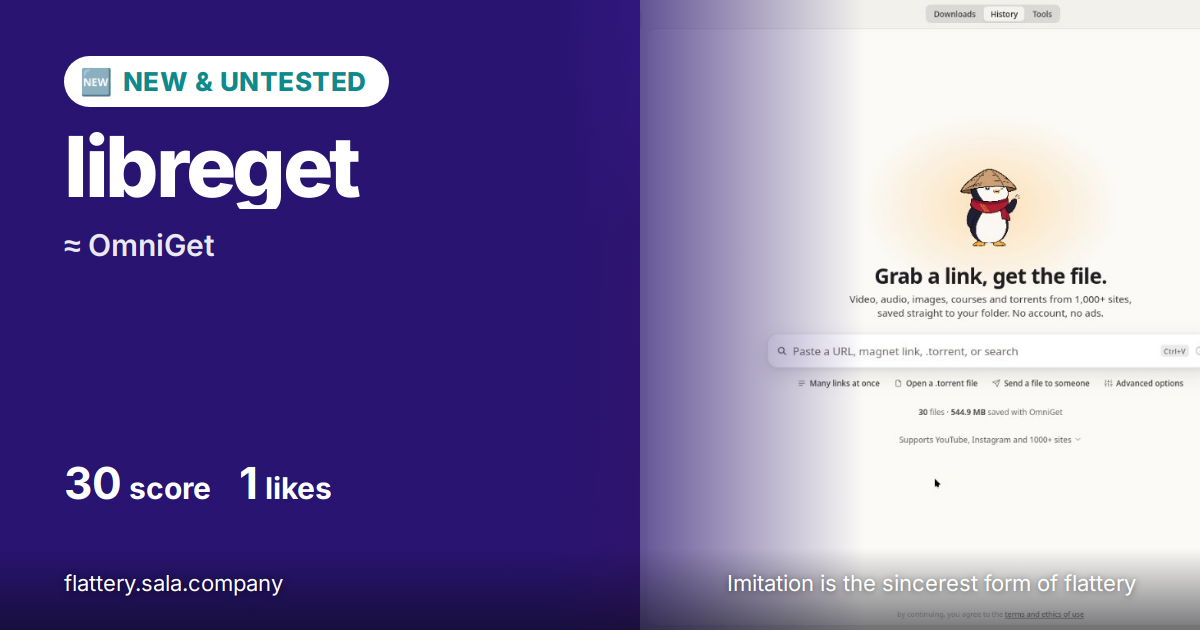 NEW NEW & UNTESTED
libreget
≈ OmniGet
30 score 1 likes
flattery.sala.company
Downloads History Tools
Grab a link, get the file.
Video, audio, images, courses and torrents from 1,000+ sites,
saved straight to your folder. No account, no ads.
Paste a URL, magnet link, .torrent, or search Ctrl+V
Many links at once Open a .torrent file Send a file to someone Advanced options
30 files · 544.9 MB saved with OmniGet
Supports YouTube, Instagram and 1000+ sites
Imitation is the sincerest form of flattery
by continuing, you agree to the terms and ethics of use